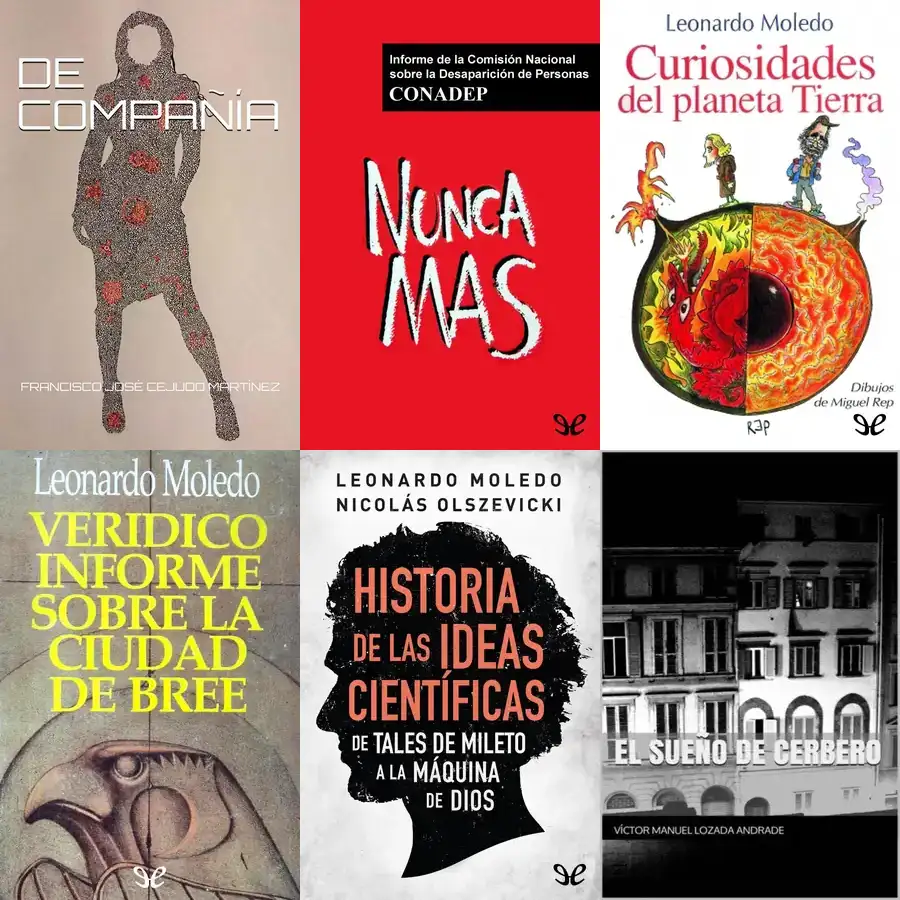 DE
COMPAÑÍA
FRANCISCO JOSÉ CEJUDO MARTÍNEZ
Informe de la Comisión Nacional
sobre la Desaparición de Personas
CONADEP
NUNCA
MAS
Leonardo Moledo
Curiosidades
del planeta Tierra
Dibujos
de Miguel Rep
REP
Leonardo Moledo
VERIDICO
INFORME
SOBRE LA
CIUDAD
DE BREE
LEONARDO MOLEDO
NICOLÁS OLSZEVICKI
HISTORIA
DE LAS IDEAS
CIENTÍFICAS
DE TALES DE MILETO
A LA MÁQUINA
DE DIOS
EL SUEÑO DE CERBERO
VÍCTOR MANUEL LOZADA ANDRADE